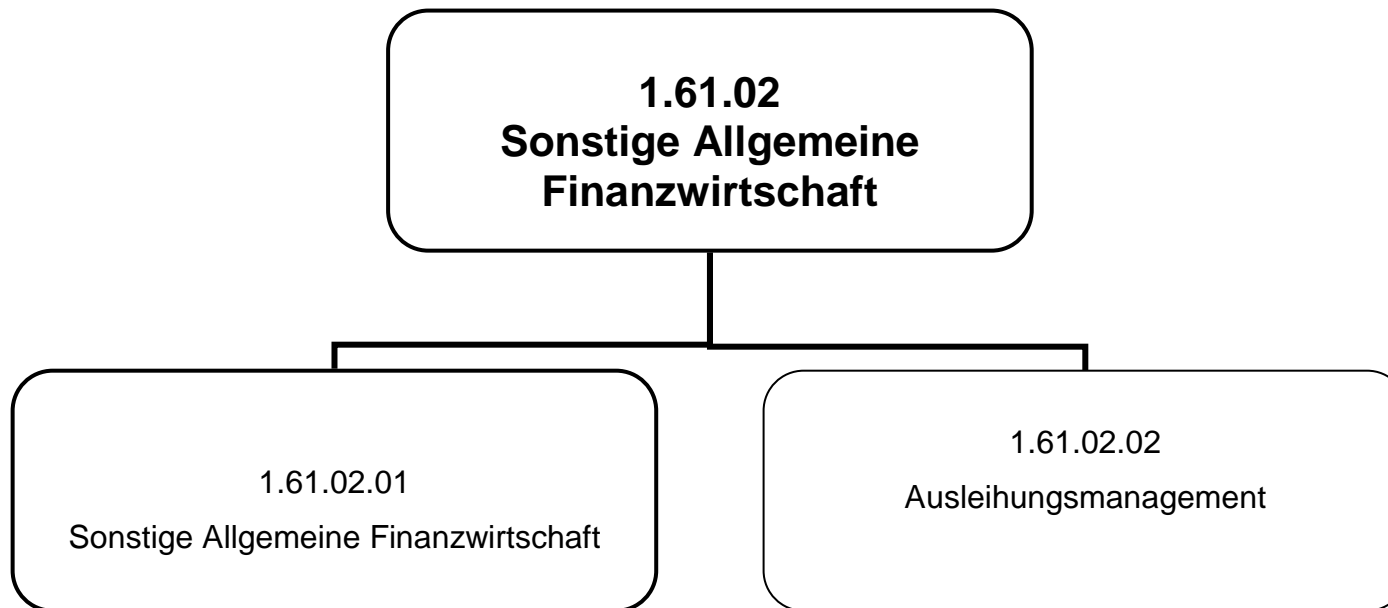 1.61.02
Sonstige Allgemeine
Finanzwirtschaft
1.61.02.01
Sonstige Allgemeine Finanzwirtschaft
1.61.02.02
Ausleihungsmanagement